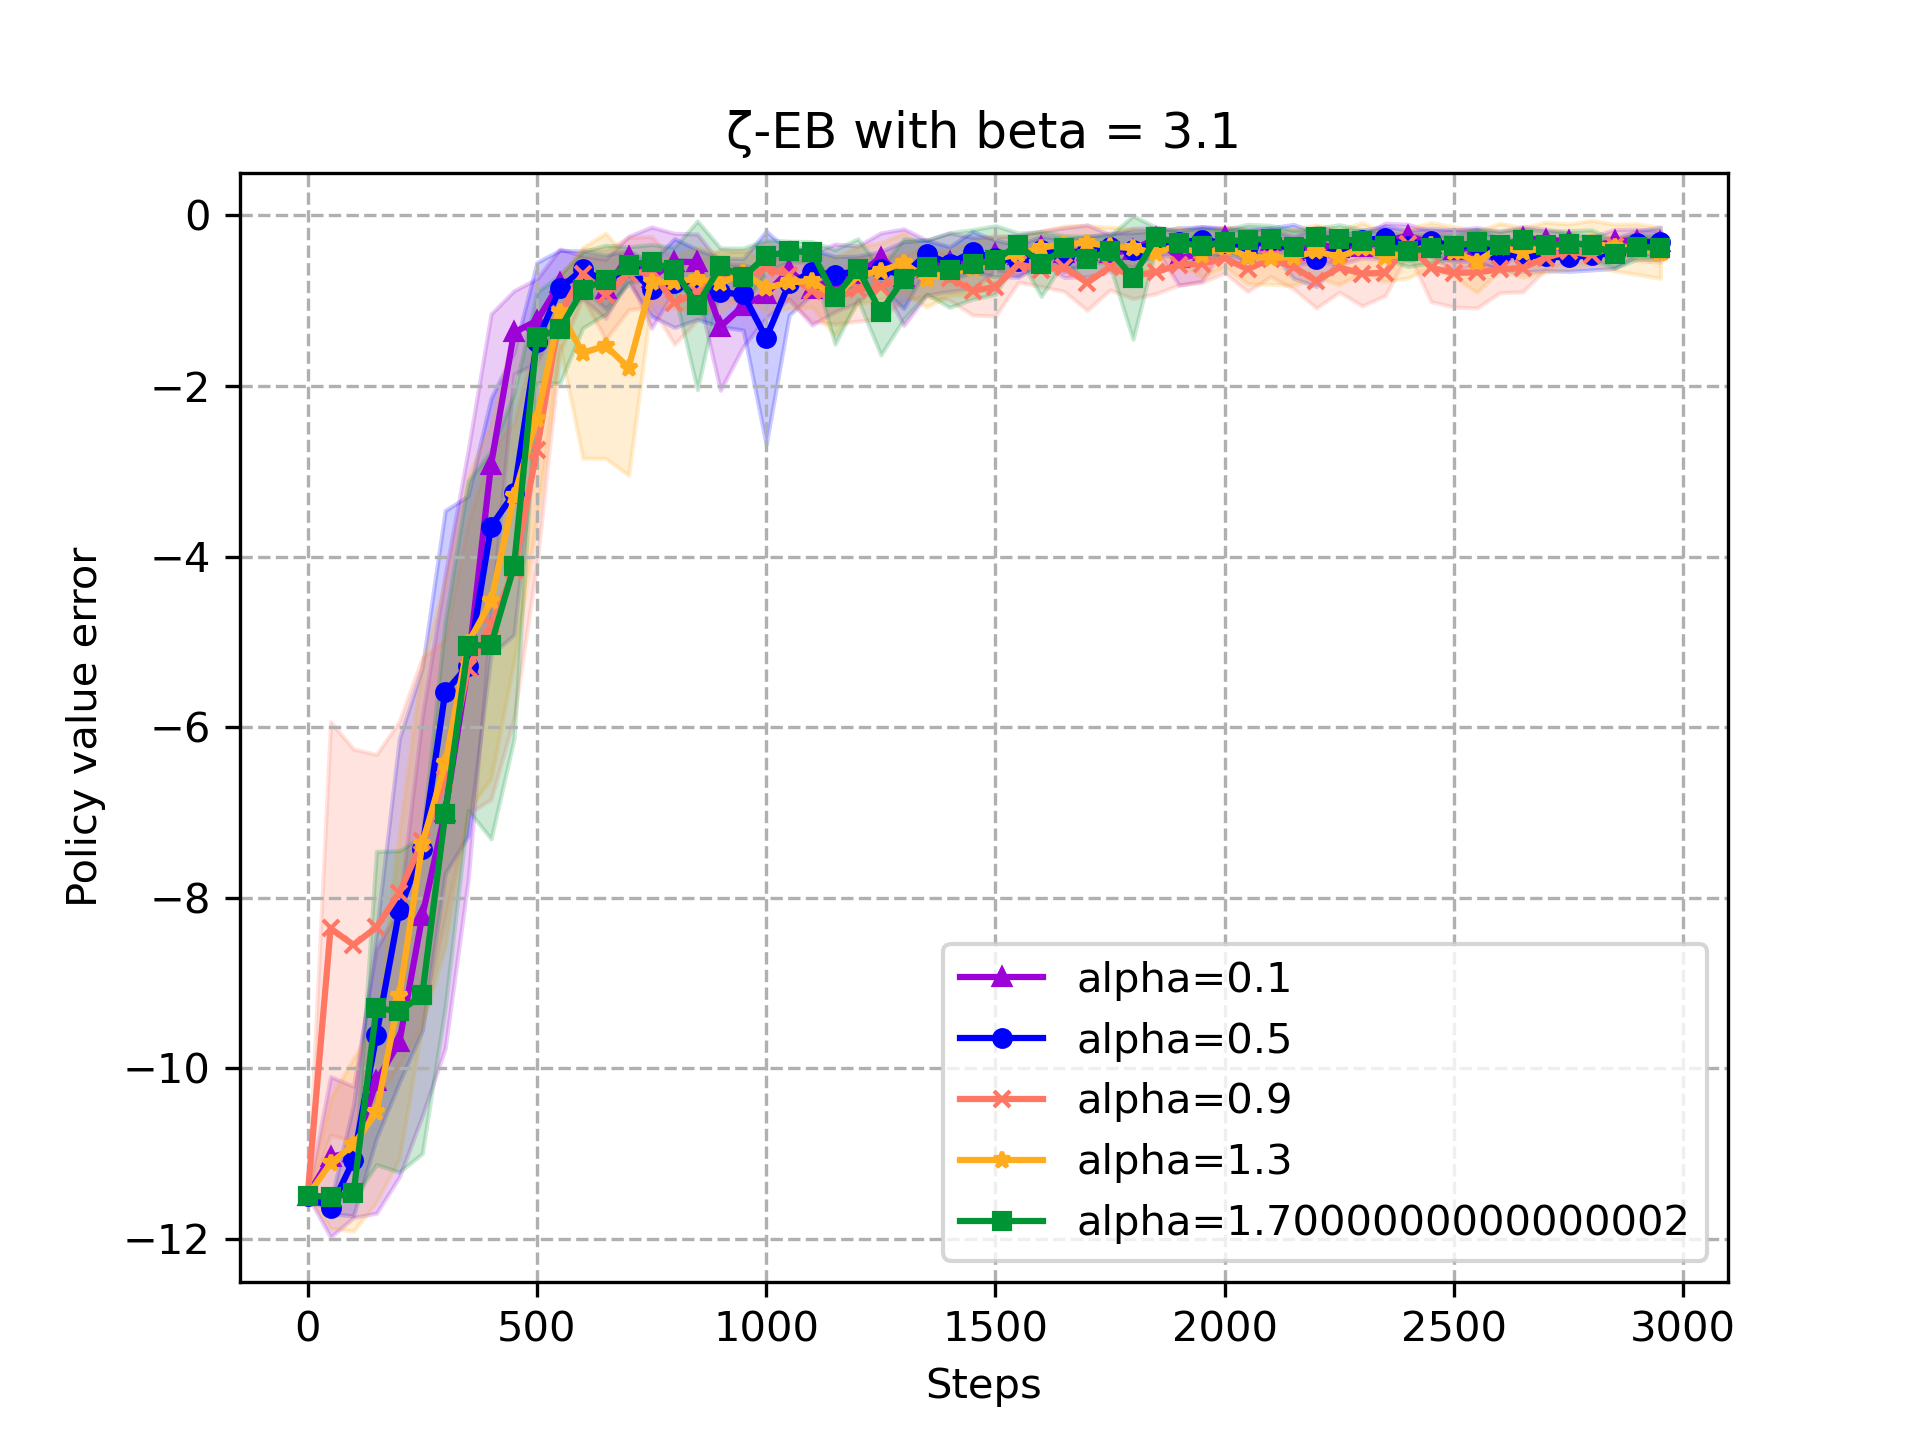 ζ-EB with beta = 3.1
0
−2
−4
−6
−8
−10
−12
Policy value error
alpha=0.1
alpha=0.5
alpha=0.9
alpha=1.3
alpha=1.7000000000000002
0 500 1000 1500 2000 2500 3000
Steps